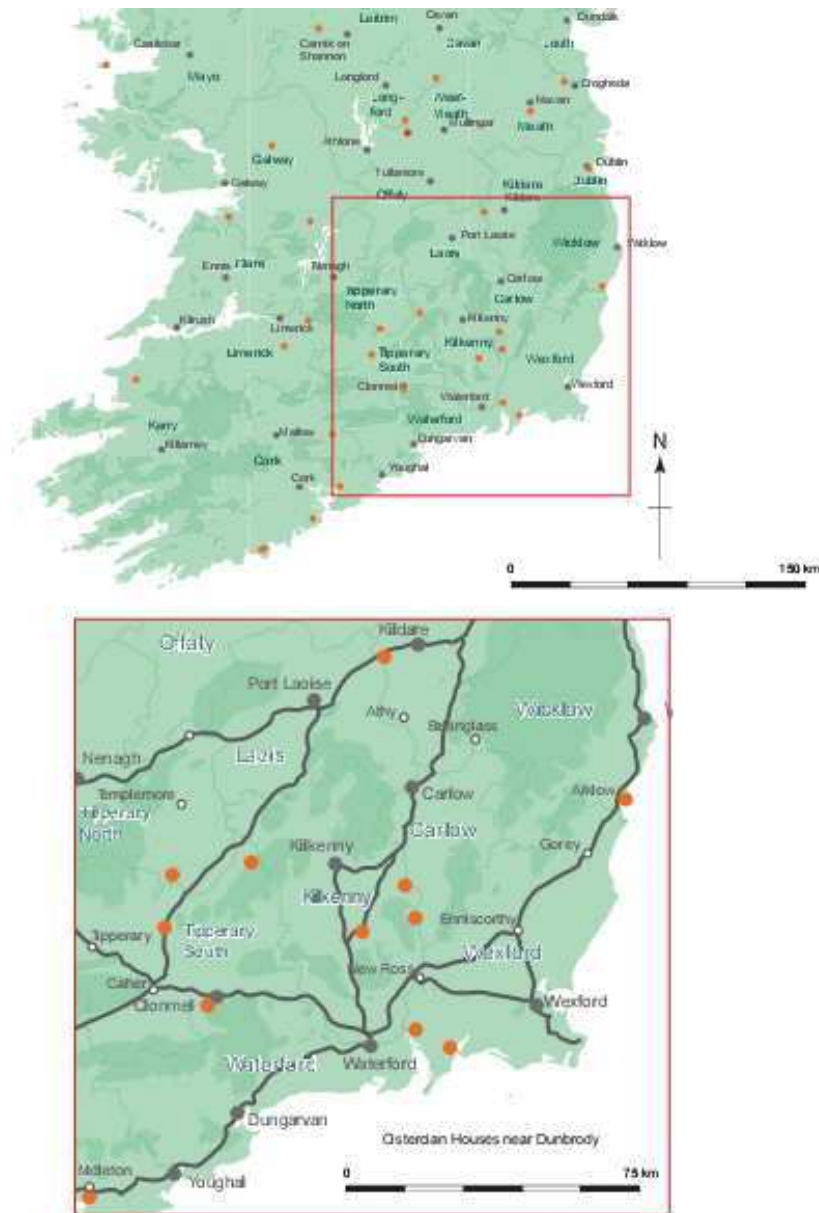 Cavan
Dundalk
Leitrim
Castlebar
Carrick on
Shannon
Cavan
Louth
Mayo
Longford
Drogheda
Long-
ford
West-
Meath
Navan
Mullingar
Meath
Athlone
Galway
Dublin
Dublin
Tullamore
Galway
Offaly
Kildare
Kildare
Port Laoise
Wicklow
Wicklow
Laois
Ennis
Clare
Nenagh
Carlow
Tipperary
North
Carlow
Kilrush
Limerick
Kilkenny
Limerick
Kilkenny
Tipperary
South
Wexford
Clonmel
Wexford
Waterford
Kerry
Waterford
Killarney
Mallow
Dungarvan
Cork
Youghal
Cork
N
0
150 km
Offaly
Kildare
Port Laoise
Athy
Baltinglass
Wicklow
W
Nenagh
Laois
Templemore
Tipperary
North
Carlow
Arklow
Carlow
Kilkenny
Gorey
Kilkenny
Tipperary
Tipperary
South
Enniscorthy
Wexford
New Ross
Caher
Clonmel
Wexford
Waterford
Waterford
Dungarvan
Cistercian Houses near Dunbrody
Midleton
Youghal
0
75 km